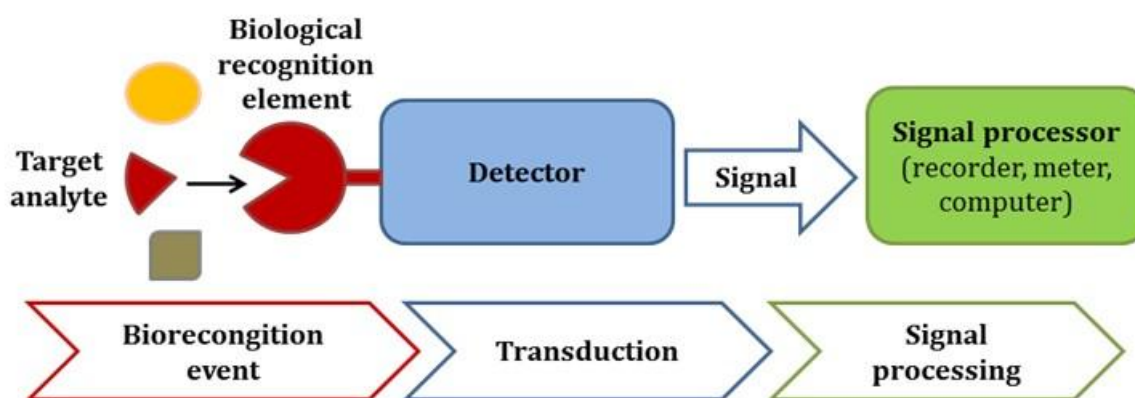 Biological
recognition
element
Target
analyte
Detector
Signal
Signal processor
(recorder, meter,
computer)
Biorecongition
event
Transduction
Signal
processing